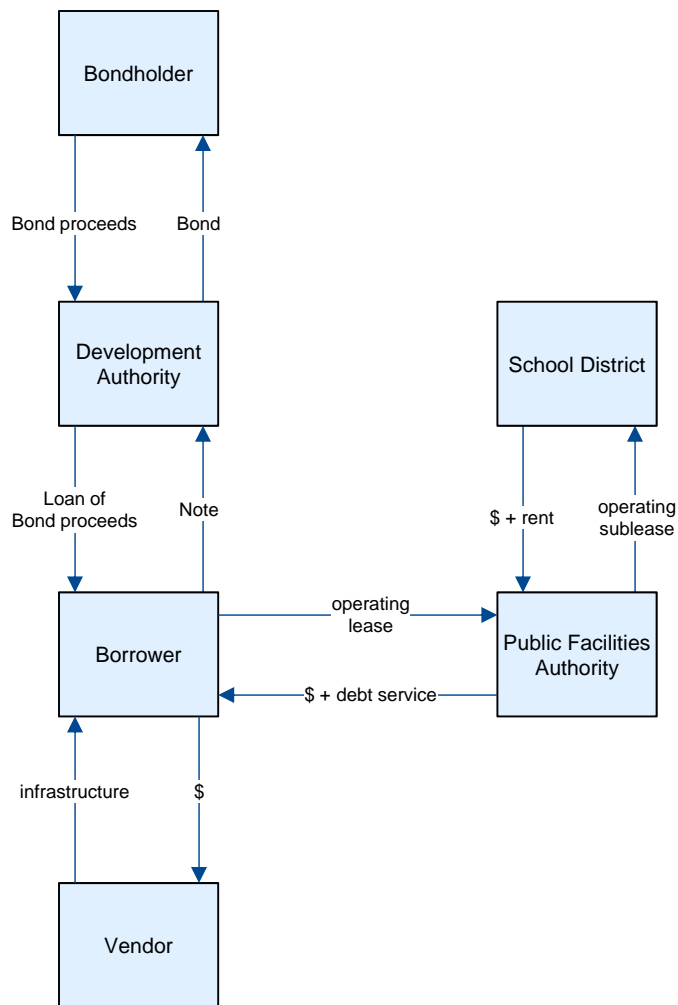 Bondholder
Bond proceeds
Bond
Development
Authority
School District
Loan of
Bond proceeds
Note
$ + rent
operating
sublease
Borrower
operating
lease
Public Facilities
Authority
$ + debt service
infrastructure
$
Vendor